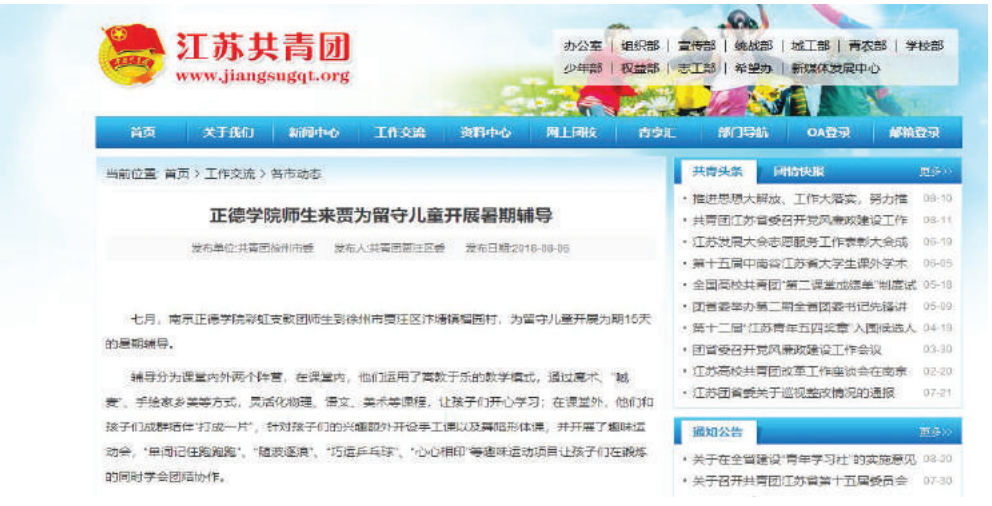 江苏共青团
www.jiangsugqt.org
办公室 | 组织部 | 宣传部 | 统战部 | 城工部 | 青农部 | 学校部
少年部 | 权益部 | 志工部 | 希望办 | 新媒体发展中心
首页 关于我们 新闻中心 工作交流 资料中心 网上团校 青少汇 部门导航 OA登录 邮箱登录
当前位置: 首页 > 工作交流 > 各市动态
正德学院师生来贾为留守儿童开展暑期辅导
发布单位:共青团徐州市委 发布人:共青团贾汪区委 发布日期:2016-08-05
七月，南京正德学院彩虹支教团师生到徐州市贾汪区汴塘镇榴园村，为留守儿童开展为期15天
的暑期辅导。
辅导分为课堂内外两个阵营，在课堂内，他们运用了寓教于乐的教学模式，通过魔术、"喊
麦"、手绘家乡美等方式，灵活化物理、语文、美术等课程，让孩子们开心学习；在课堂外，他们和
孩子们成群结伴"打成一片"，针对孩子们的兴趣额外开设手工课以及舞蹈形体课，并开展了趣味运
动会，"单词记住跑跑跑"、"随波逐浪"、"巧运乒乓球"、"心心相印"等趣味运动项目让孩子们在锻炼
的同时学会团结协作。
共青头条 团情快报 更多>>
· 推进思想大解放、工作大落实，努力推 09-10
· 共青团江苏省委召开党风廉政建设工作 08-11
· 江苏发展大会志愿服务工作表彰大会成 06-19
· 第十五届中南谷江苏省大学生课外学术 06-05
· 全国高校共青团"第二课堂成绩单"制度试 05-18
· 团省委举办第二期全省团委书记先锋讲 05-09
· 第十二届"江苏青年五四奖章"入围候选人 04-19
· 团省委召开党风廉政建设工作会议 03-30
· 江苏高校共青团改革工作座谈会在南京 02-20
· 江苏团省委关于巡视整改情况的通报 07-21
通知公告 更多>>
· 关于在全省建设"青年学习社"的实施意见 08-20
· 关于召开共青团江苏省第十五届委员会 07-30